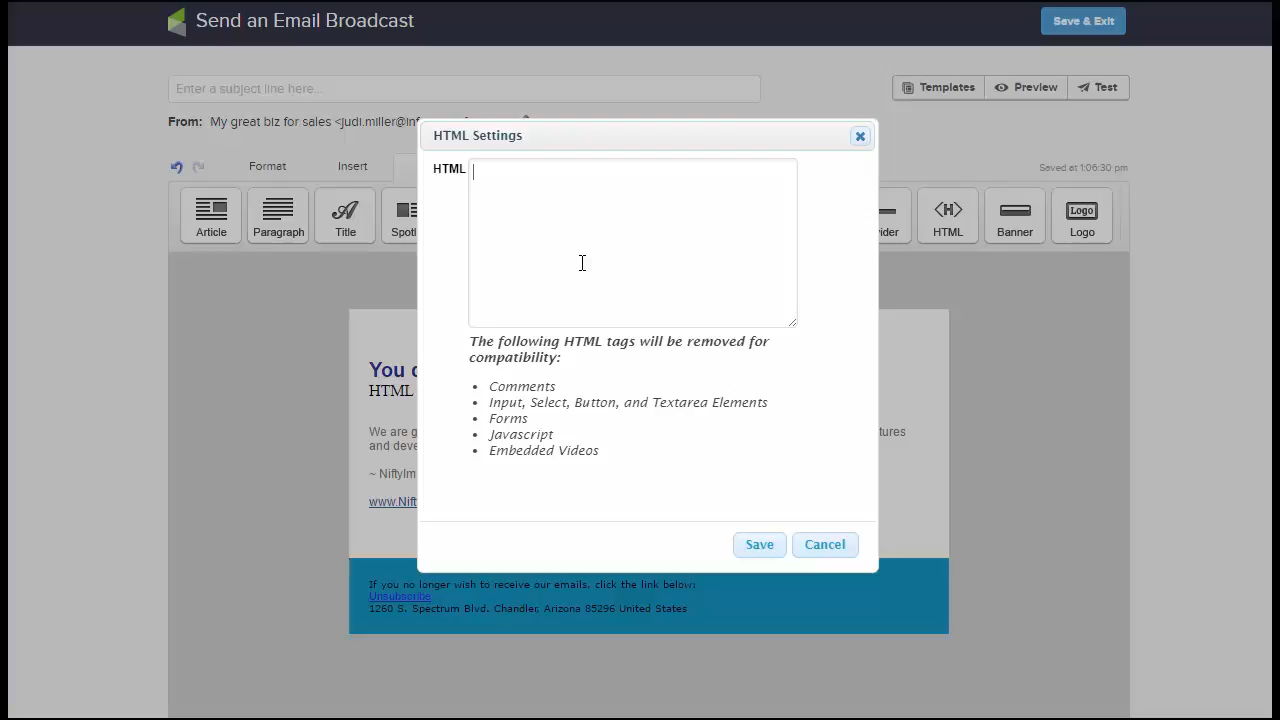 Send an Email Broadcast
Save & Exit
Enter a subject line here...
Templates
Preview
Test
From: My great biz for sales <judi.miller@inf
HTML Settings
Format
Insert
Saved at 1:06:30 pm
HTML
Article
Paragraph
Title
Spotl
ider
HTML
Banner
Logo
Logo
The following HTML tags will be removed for
compatibility:
• Comments
• Input, Select, Button, and Textarea Elements
• Forms
• Javascript
• Embedded Videos
You c
HTML
We are g
tures
and deve
~ NiftyIm
www.Nift
Save
Cancel
If you no longer wish to receive our emails, click the link below:
Unsubscribe
1260 S. Spectrum Blvd. Chandler, Arizona 85296 United States